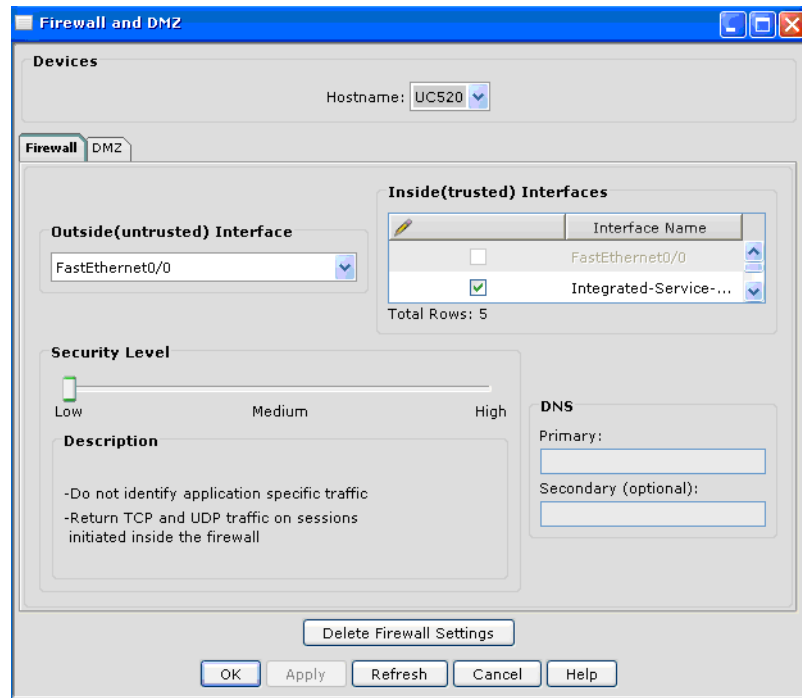 Firewall and DMZ
Devices
Hostname: UC520
Firewall DMZ
Outside(untrusted) Interface
FastEthernet0/0
Inside(trusted) Interfaces
Interface Name
FastEthernet0/0
Integrated-Service-...
Total Rows: 5
Security Level
Low Medium High
Description
-Do not identify application specific traffic
-Return TCP and UDP traffic on sessions
initiated inside the firewall
DNS
Primary:
Secondary (optional):
Delete Firewall Settings
OK Apply Refresh Cancel Help